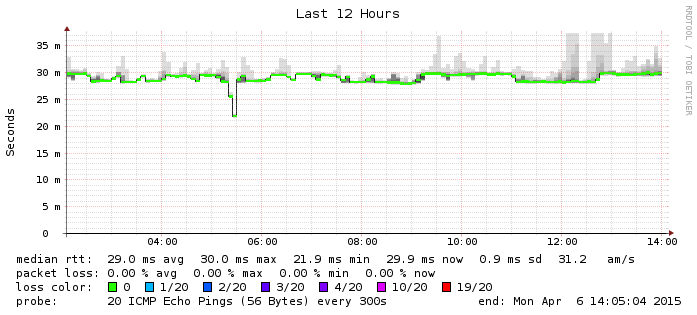 Last 12 Hours
RRDTOOL / TOBI OETIKER
Seconds
35 m
30 m
25 m
20 m
15 m
10 m
5 m
0
04:00 06:00 08:00 10:00 12:00 14:00
median rtt: 29.0 ms avg 30.0 ms max 21.9 ms min 29.9 ms now 0.9 ms sd 31.2 am/s
packet loss: 0.00 % avg 0.00 % max 0.00 % min 0.00 % now
loss color: 0 1/20 2/20 3/20 4/20 10/20 19/20
probe: 20 ICMP Echo Pings (56 Bytes) every 300s end: Mon Apr 6 14:05:04 2015